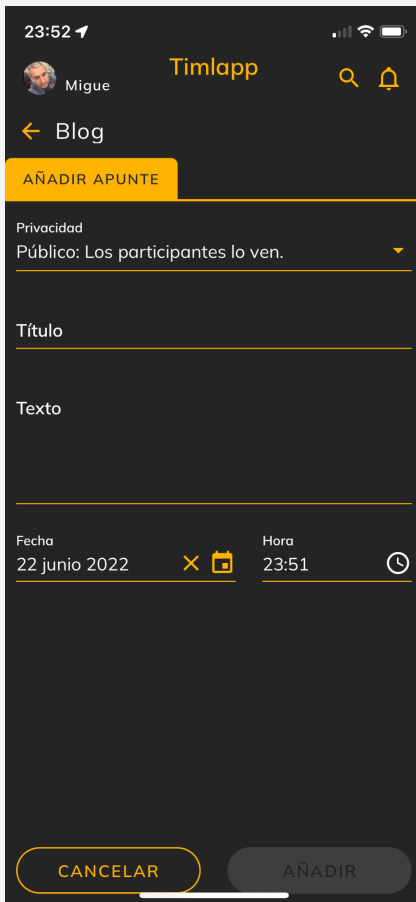 23:52
Timlapp
Migue
Blog
AÑADIR APUNTE
Privacidad
Público: Los participantes lo ven.
Título
Texto
Fecha
22 junio 2022
Hora
23:51
CANCELAR
AÑADIR